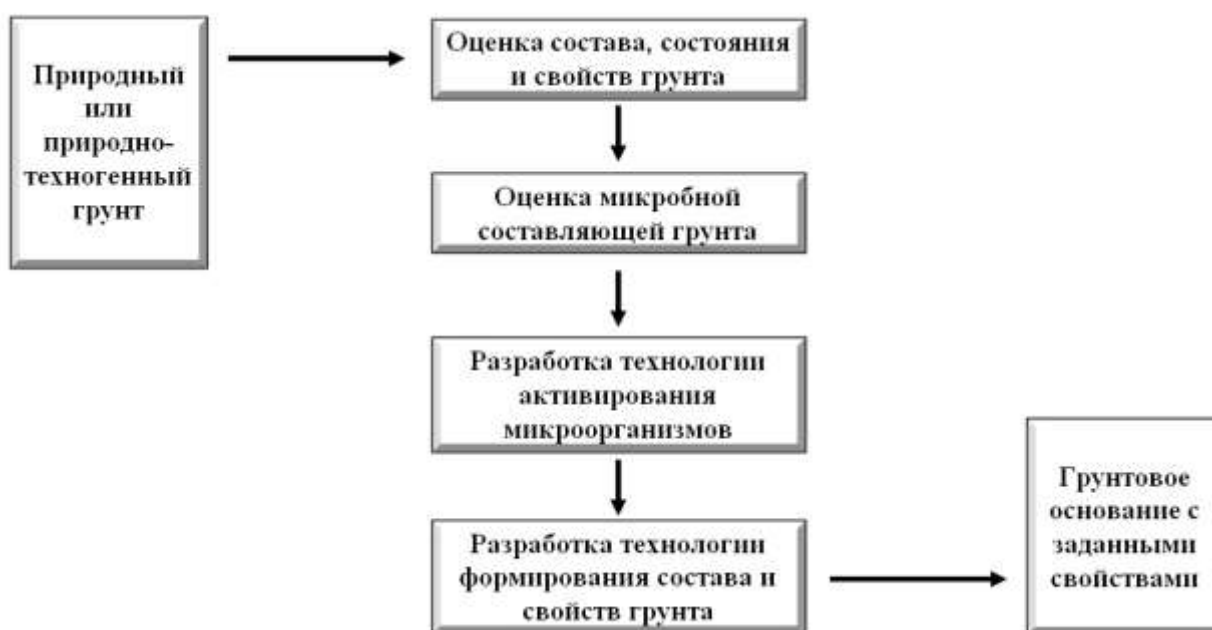 Природный
или
природно-
техногенный
грунт
Оценка состава, состояния
и свойств грунта
Оценка микробной
составляющей грунта
Разработка технологии
активирования
микроорганизмов
Разработка технологии
формирования состава и
свойств грунта
Грунтовое
основание с
заданными
свойствами